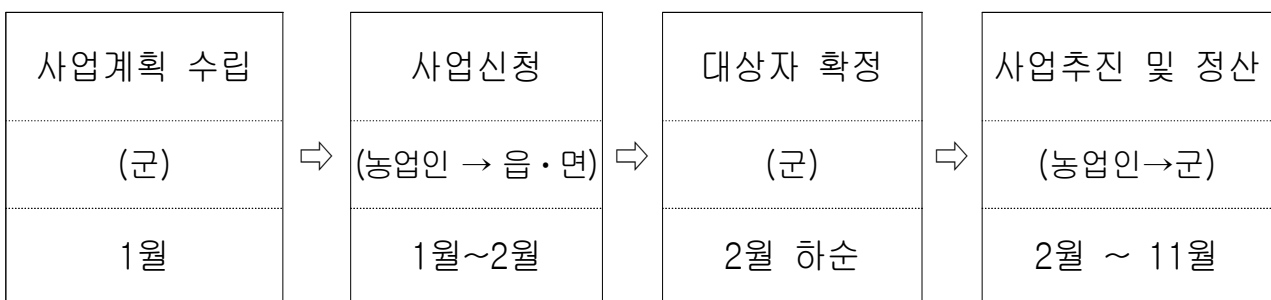 사업계획 수립
(군)
1월
⇨
사업신청
(농업인 → 읍・면)
1월~2월
⇨
대상자 확정
(군)
2월 하순
⇨
사업추진 및 정산
(농업인→군)
2월 ~ 11월